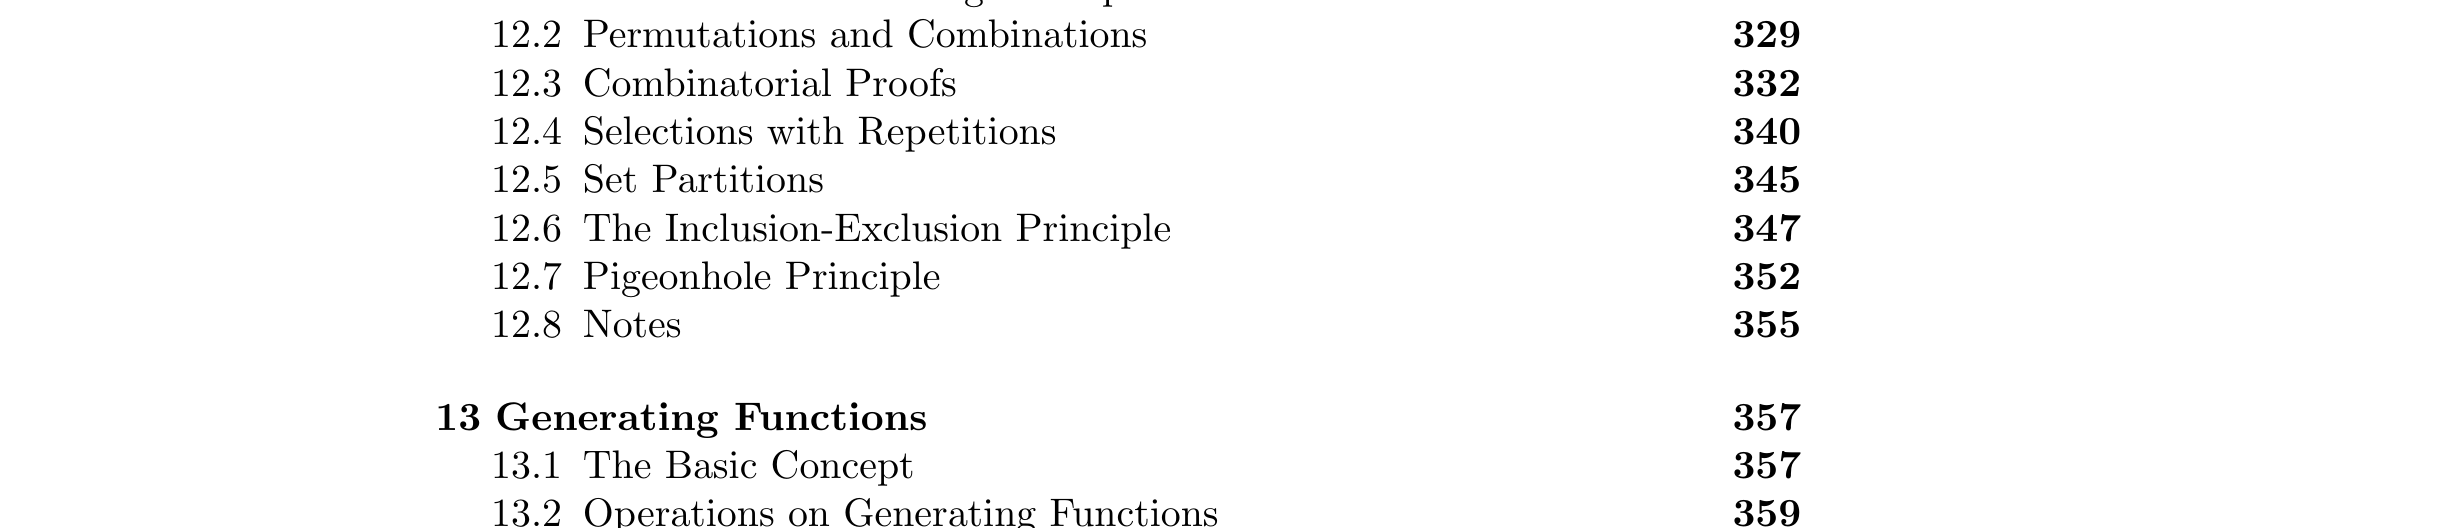 12.2 Permutations and Combinations 329
12.3 Combinatorial Proofs 332
12.4 Selections with Repetitions 340
12.5 Set Partitions 345
12.6 The Inclusion-Exclusion Principle 347
12.7 Pigeonhole Principle 352
12.8 Notes 355
13 Generating Functions 357
13.1 The Basic Concept 357
13.2 Operations on Generating Functions 359